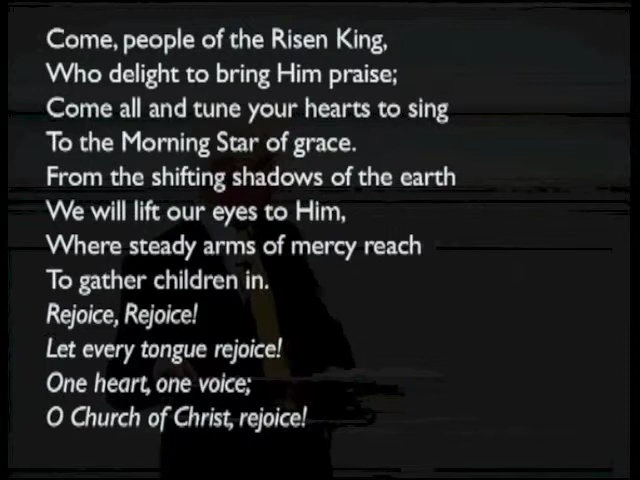 Come, people of the Risen King,
Who delight to bring Him praise;
Come all and tune your hearts to sing
To the Morning Star of grace.
From the shifting shadows of the earth
We will lift our eyes to Him,
Where steady arms of mercy reach
To gather children in.
Rejoice, Rejoice!
Let every tongue rejoice!
One heart, one voice;
O Church of Christ, rejoice!